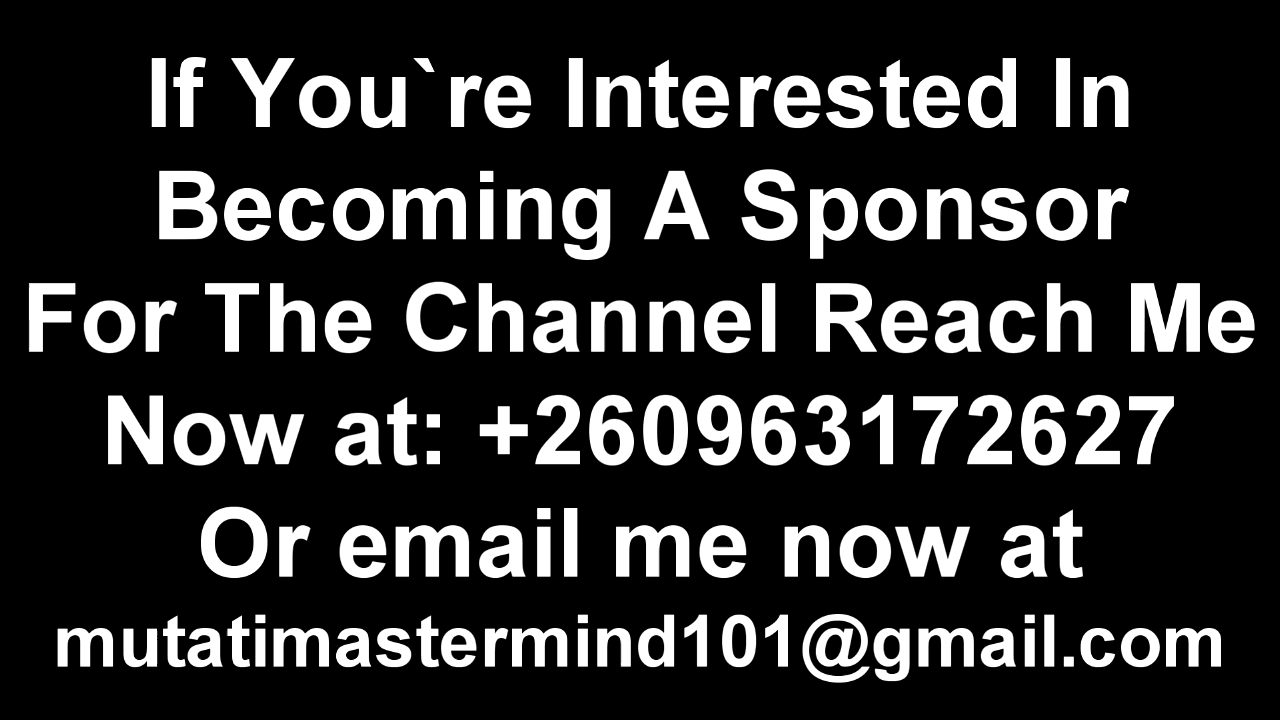 If You`re Interested In
Becoming A Sponsor
For The Channel Reach Me
Now at: +260963172627
Or email me now at
mutatimastermind101@gmail.com